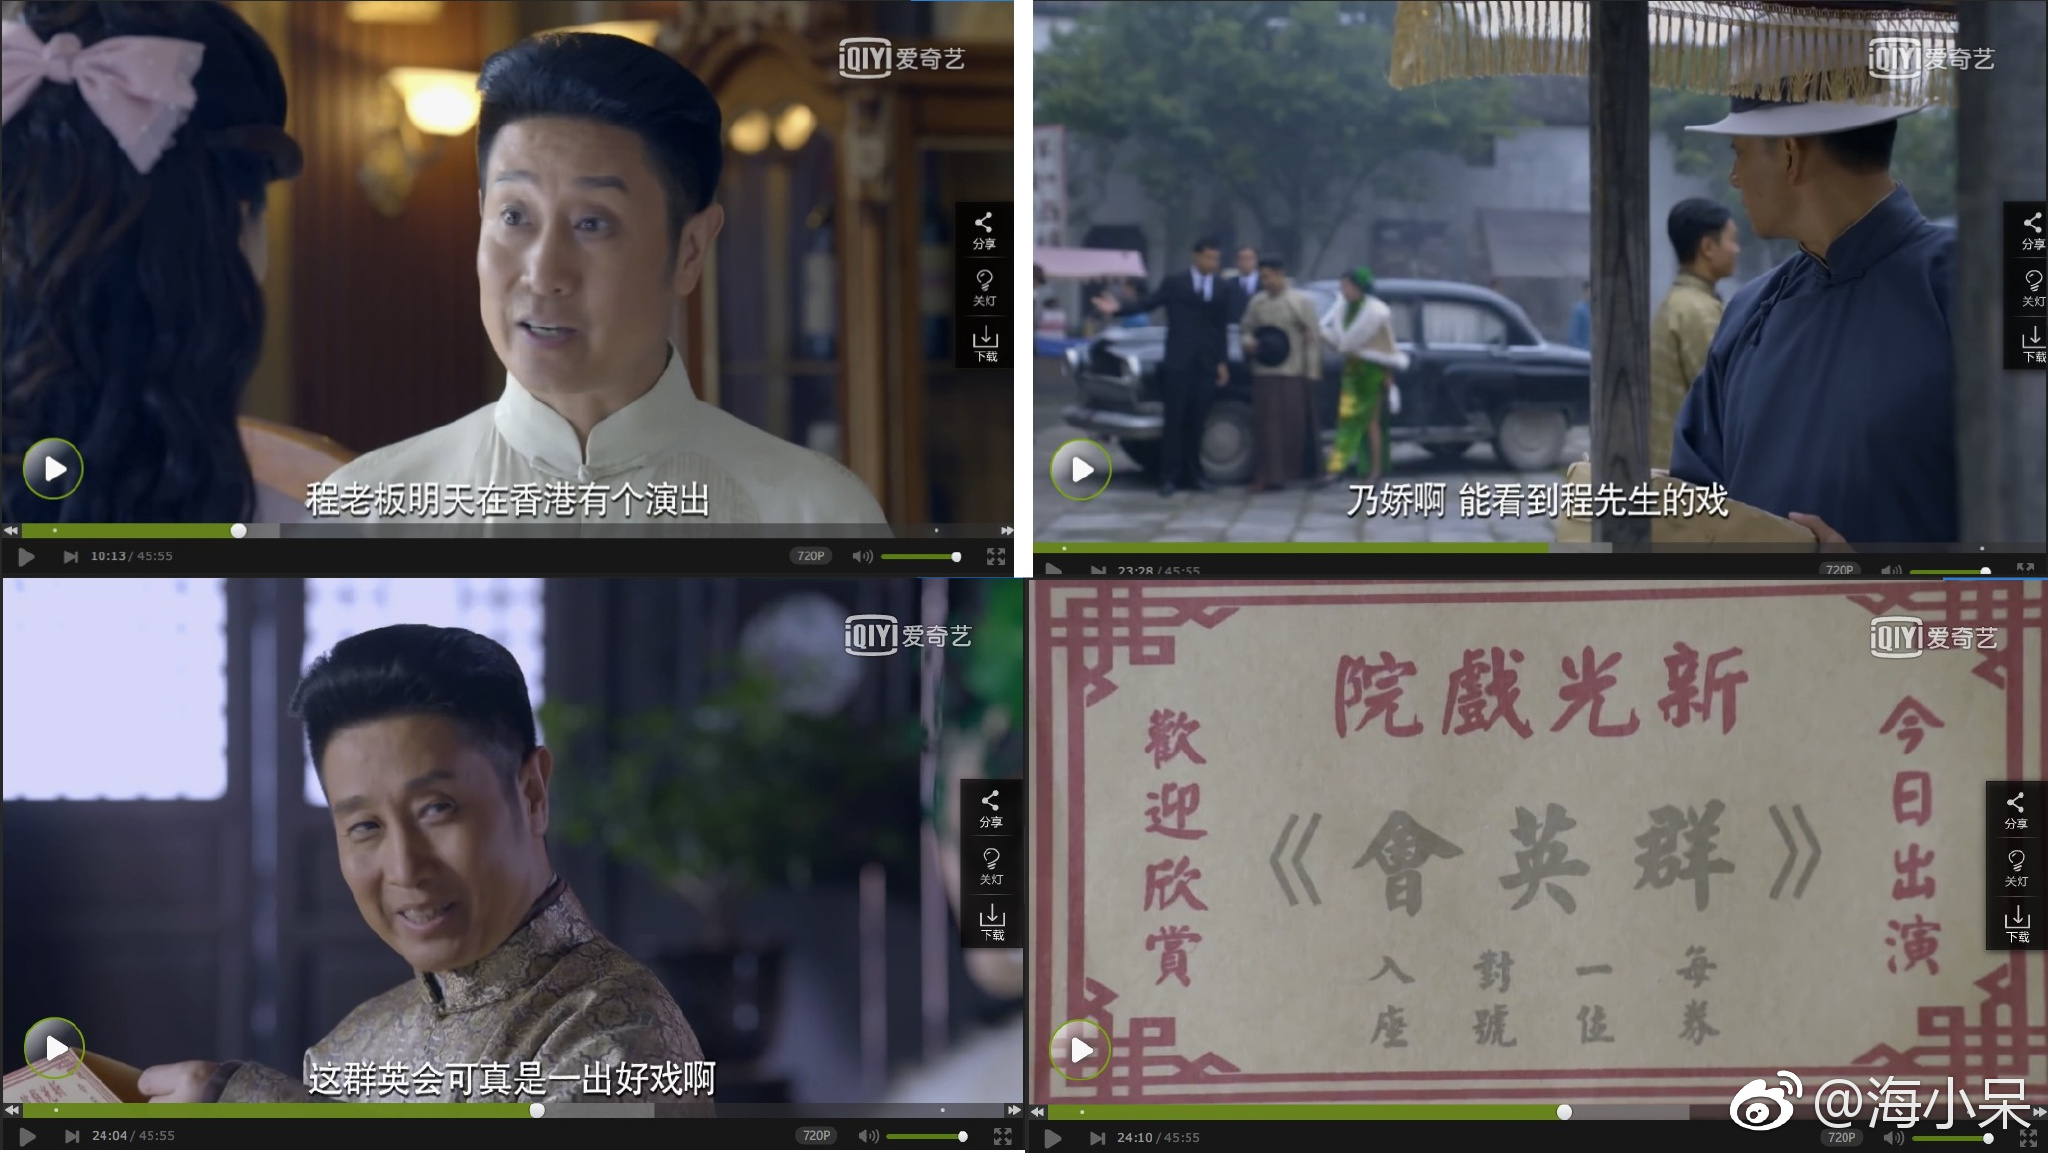 iQIYI 爱奇艺
分享
关灯
下载
程老板明天在香港有个演出
10:13 / 45:55
720P
iQIYI 爱奇艺
分享
关灯
下载
乃娇啊 能看到程先生的戏
23:28 / 45:55
720P
iQIYI 爱奇艺
分享
关灯
下载
这群英会可真是一出好戏啊
24:04 / 45:55
720P
iQIYI 爱奇艺
院戲光新
今日出演
《會英群》
歡迎欣賞
每券
一位
對號
入座
分享
关灯
下载
@海小呆
24:10 / 45:55
720P